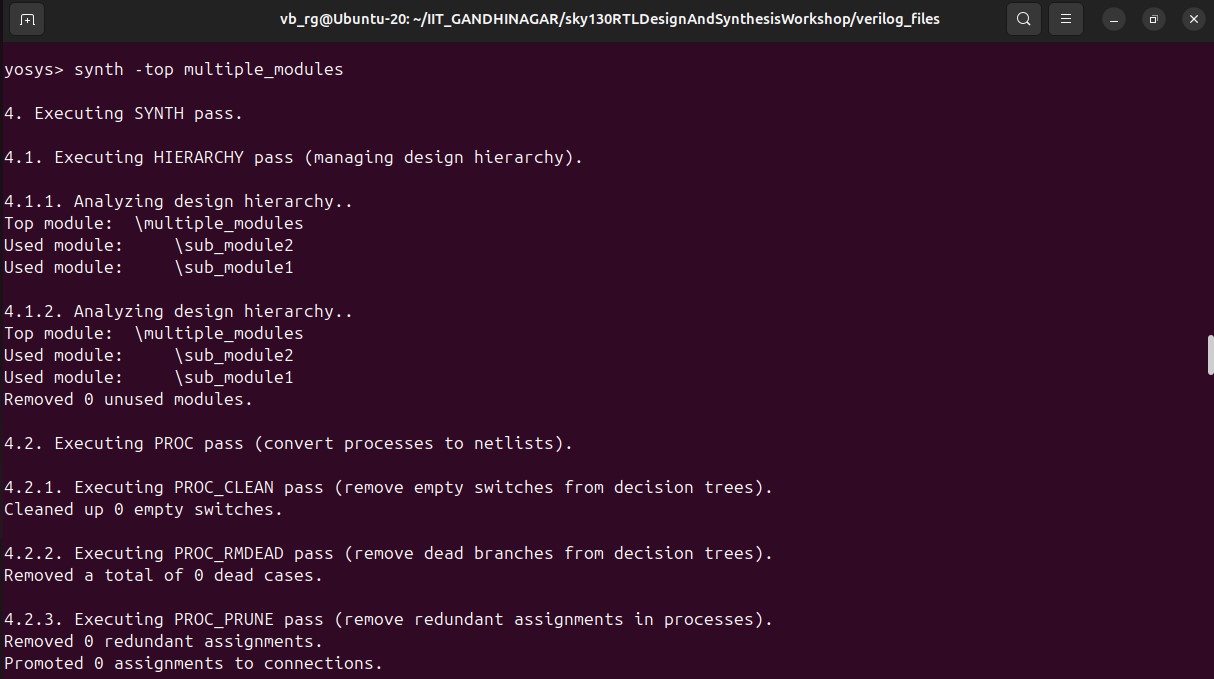 vb_rg@Ubuntu-20: ~/IIT_GANDHINAGAR/sky130RTLDesignAndSynthesisWorkshop/verilog_files
yosys> synth -top multiple_modules
4. Executing SYNTH pass.
4.1. Executing HIERARCHY pass (managing design hierarchy).
4.1.1. Analyzing design hierarchy..
Top module:  \multiple_modules
Used module:     \sub_module2
Used module:     \sub_module1
4.1.2. Analyzing design hierarchy..
Top module:  \multiple_modules
Used module:     \sub_module2
Used module:     \sub_module1
Removed 0 unused modules.
4.2. Executing PROC pass (convert processes to netlists).
4.2.1. Executing PROC_CLEAN pass (remove empty switches from decision trees).
Cleaned up 0 empty switches.
4.2.2. Executing PROC_RMDEAD pass (remove dead branches from decision trees).
Removed a total of 0 dead cases.
4.2.3. Executing PROC_PRUNE pass (remove redundant assignments in processes).
Removed 0 redundant assignments.
Promoted 0 assignments to connections.